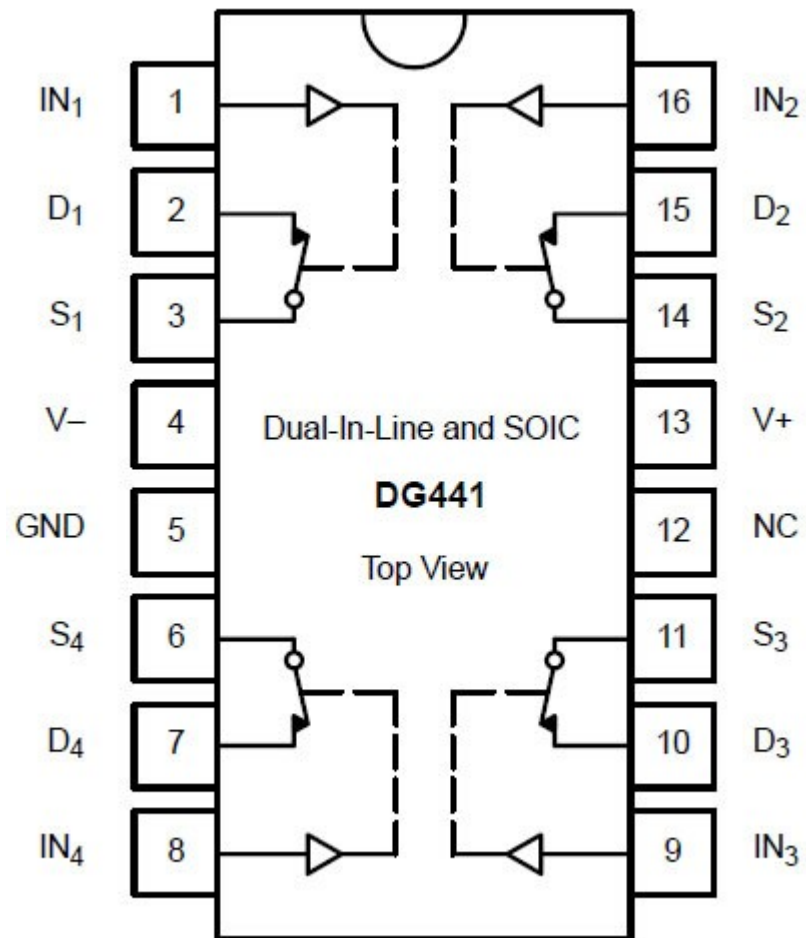 IN1 1 16 IN2
D1 2 15 D2
S1 3 14 S2
V– 4 Dual-In-Line and SOIC 13 V+
DG441
GND 5 12 NC
Top View
S4 6 11 S3
D4 7 10 D3
IN4 8 9 IN3